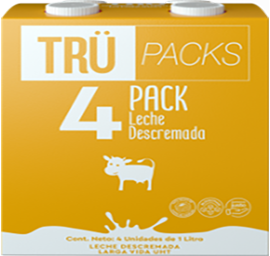 TRÜ PACKS
4 PACK
Leche
Descremada
Cont. Neto: 4 Unidades de 1 Litro
LECHE DESCREMADA
LARGA VIDA UHT